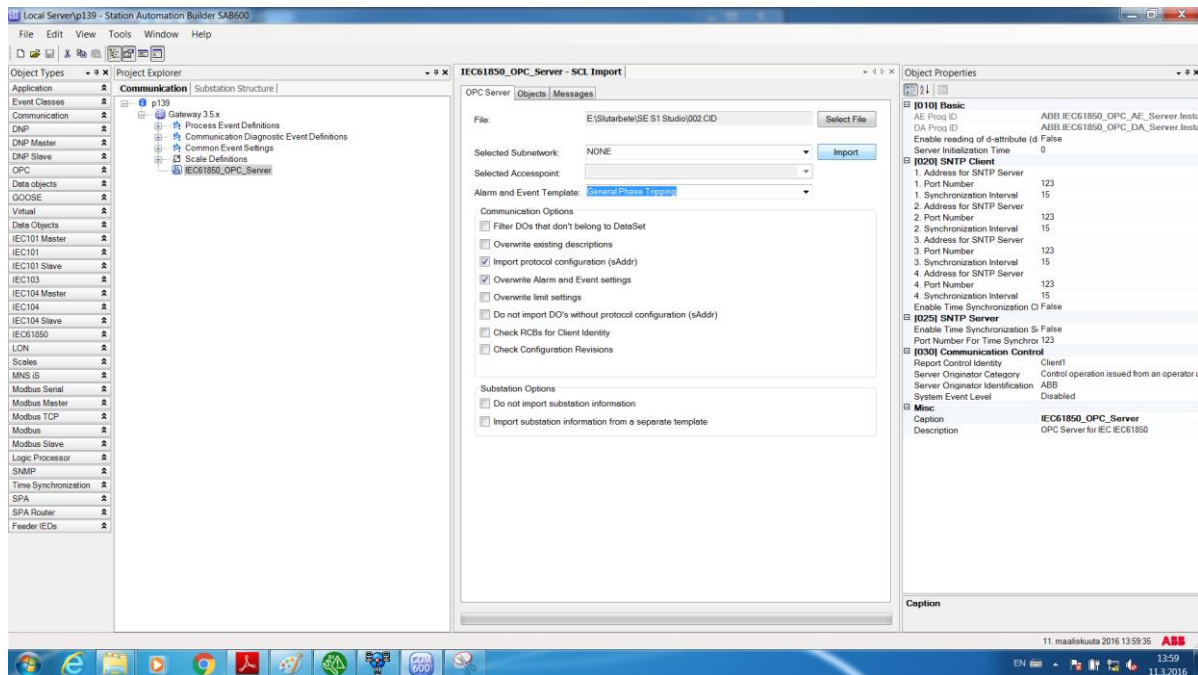 Local Server\p139 - Station Automation Builder SAB600
File Edit View Tools Window Help
Object Types
Application
Event Classes
Communication
DNP
DNP Master
DNP Slave
OPC
Data objects
GOOSE
Virtual
Data Objects
IEC101 Master
IEC101
IEC101 Slave
IEC103
IEC104 Master
IEC104
IEC104 Slave
IEC61850
LON
Scales
MNS iS
Modbus Serial
Modbus Master
Modbus TCP
Modbus
Modbus Slave
Logic Processor
SNMP
Time Synchronization
SPA
SPA Router
Feeder IEDs
Project Explorer
Communication Substation Structure
p139
Gateway 3.5.x
Process Event Definitions
Communication Diagnostic Event Definitions
Common Event Settings
Scale Definitions
IEC61850_OPC_Server
IEC61850_OPC_Server - SCL Import
OPC Server Objects Messages
File: E:\Slutarbete\SE S1 Studio\002.CID Select File
Selected Subnetwork: NONE Import
Selected Accesspoint:
Alarm and Event Template: General Phase Tripping
Communication Options
Filter DOs that don't belong to DataSet
Overwrite existing descriptions
Import protocol configuration (sAddr)
Overwrite Alarm and Event settings
Overwrite limit settings
Do not import DO's without protocol configuration (sAddr)
Check RCBs for Client Identity
Check Configuration Revisions
Substation Options
Do not import substation information
Import substation information from a separate template
Object Properties
[010] Basic
AE Prog ID ABB.IEC61850_OPC_AE_Server.Insta
DA Prog ID ABB.IEC61850_OPC_DA_Server.Insta
Enable reading of d-attribute (d False
Server Initialization Time 0
[020] SNTP Client
1. Address for SNTP Server
1. Port Number 123
1. Synchronization Interval 15
2. Address for SNTP Server
2. Port Number 123
2. Synchronization Interval 15
3. Address for SNTP Server
3. Port Number 123
3. Synchronization Interval 15
4. Address for SNTP Server
4. Port Number 123
4. Synchronization Interval 15
Enable Time Synchronization Cl False
[025] SNTP Server
Enable Time Synchronization S False
Port Number For Time Synchror 123
[030] Communication Control
Report Control Identity Client1
Server Originator Category Control operation issued from an operator u
Server Originator Identification ABB
System Event Level Disabled
Misc
Caption IEC61850_OPC_Server
Description OPC Server for IEC IEC61850
Caption
11. maaliskuuta 2016 13:59:35 ABB
COM 600
EN 13:59
11.3.2016